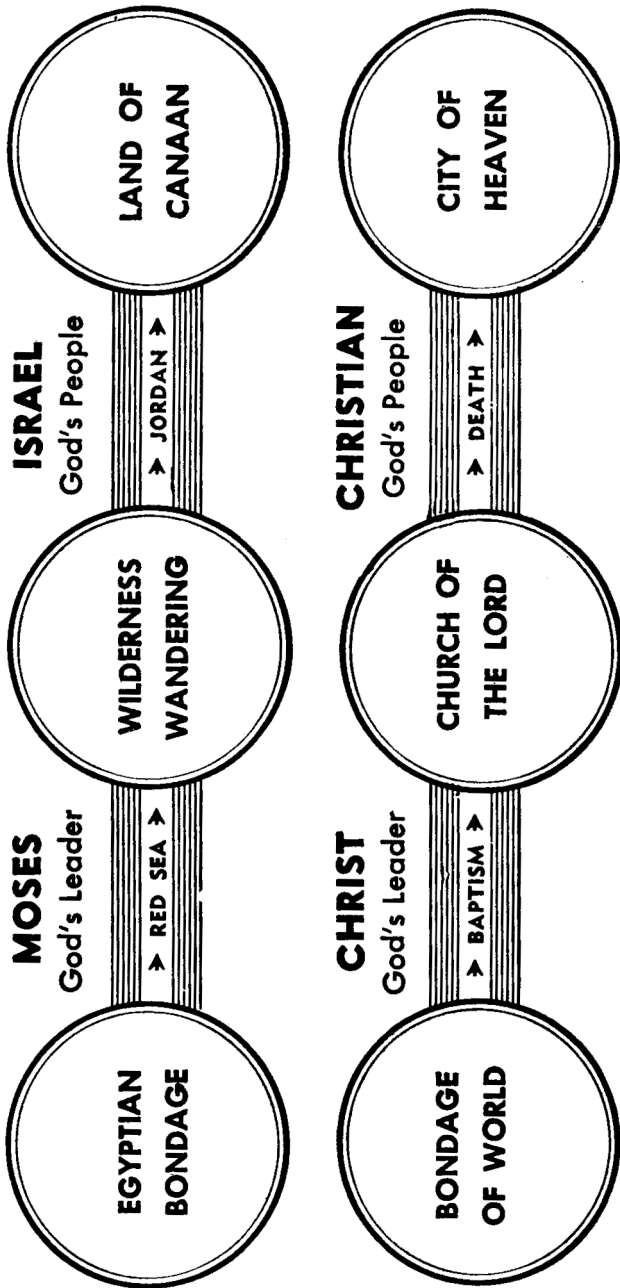 MOSES
God's Leader
ISRAEL
God's People
EGYPTIAN
BONDAGE
RED SEA
WILDERNESS
WANDERING
JORDAN
LAND OF
CANAAN
CHRIST
God's Leader
CHRISTIAN
God's People
BONDAGE
OF WORLD
BAPTISM
CHURCH OF
THE LORD
DEATH
CITY OF
HEAVEN